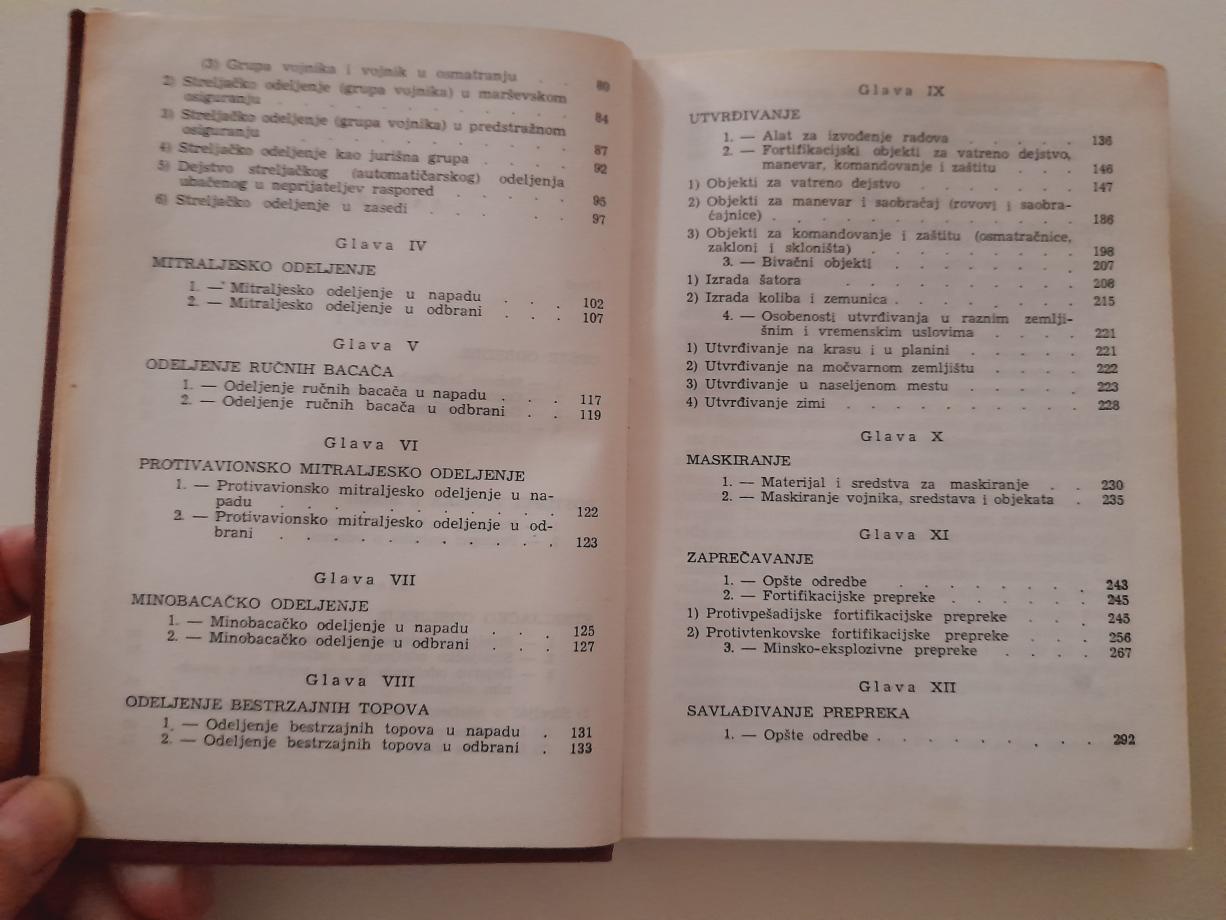 (3) Grupa vojnika i vojnik u osmatranju . . 80
2) Streljačko odeljenje (grupa vojnika) u marševskom
osiguranju . . . . . . . . . . . 84
3) Streljačko odeljenje (grupa vojnika) u predstražnom
osiguranju . . . . . . . . . . . 87
4) Streljačko odeljenje kao jurišna grupa . . . . 92
5) Dejstvo streljačkog (automatičarskog) odeljenja
ubačenog u neprijateljev raspored . . . . . 95
6) Streljačko odeljenje u zasedi . . . . . . 97
Glava IV
MITRALJESKO ODELJENJE
1. — Mitraljesko odeljenje u napadu . . . 102
2. — Mitraljesko odeljenje u odbrani . . . 107
Glava V
ODELJENJE RUČNIH BACAČA
1. — Odeljenje ručnih bacača u napadu . . . 117
2. — Odeljenje ručnih bacača u odbrani . . . 119
Glava VI
PROTIVAVIONSKO MITRALJESKO ODELJENJE
1. — Protivavionsko mitraljesko odeljenje u na-
padu . . . . . . . . . . . 122
2. — Protivavionsko mitraljesko odeljenje u od-
brani . . . . . . . . . . . 123
Glava VII
MINOBACAČKO ODELJENJE
1. — Minobacačko odeljenje u napadu . . . 125
2. — Minobacačko odeljenje u odbrani . . . 127
Glava VIII
ODELJENJE BESTRZAJNIH TOPOVA
1. — Odeljenje bestrzajnih topova u napadu . 131
2. — Odeljenje bestrzajnih topova u odbrani . 133
Glava IX
UTVRĐIVANJE
1. — Alat za izvođenje radova . . . . . 136
2. — Fortifikacijski objekti za vatreno dejstvo,
manevar, komandovanje i zaštitu . . . 146
1) Objekti za vatreno dejstvo . . . . . . . 147
2) Objekti za manevar i saobraćaj (rovovi i saobra-
ćajnice) . . . . . . . . . . . . 186
3) Objekti za komandovanje i zaštitu (osmatračnice,
zakloni i skloništa) . . . . . . . . 198
3. — Bivačni objekti . . . . . . . 207
1) Izrada šatora . . . . . . . . . 208
2) Izrada koliba i zemunica . . . . . . . 215
4. — Osobenosti utvrđivanja u raznim zemlji-
šnim i vremenskim uslovima . . . . 221
1) Utvrđivanje na krasu i u planini . . . . . 221
2) Utvrđivanje na močvarnom zemljištu . . . . 222
3) Utvrđivanje u naseljenom mestu . . . . . 223
4) Utvrđivanje zimi . . . . . . . . . 228
Glava X
MASKIRANJE
1. — Materijal i sredstva za maskiranje . . 230
2. — Maskiranje vojnika, sredstava i objekata . 235
Glava XI
ZAPREČAVANJE
1. — Opšte odredbe . . . . . . . 243
2. — Fortifikacijske prepreke . . . . . 245
1) Protivpešadijske fortifikacijske prepreke . . . 245
2) Protivtenkovske fortifikacijske prepreke . . . 256
3. — Minsko-eksplozivne prepreke . . . . 267
Glava XII
SAVLAĐIVANJE PREPREKA
1. — Opšte odredbe . . . . . . . . . 292